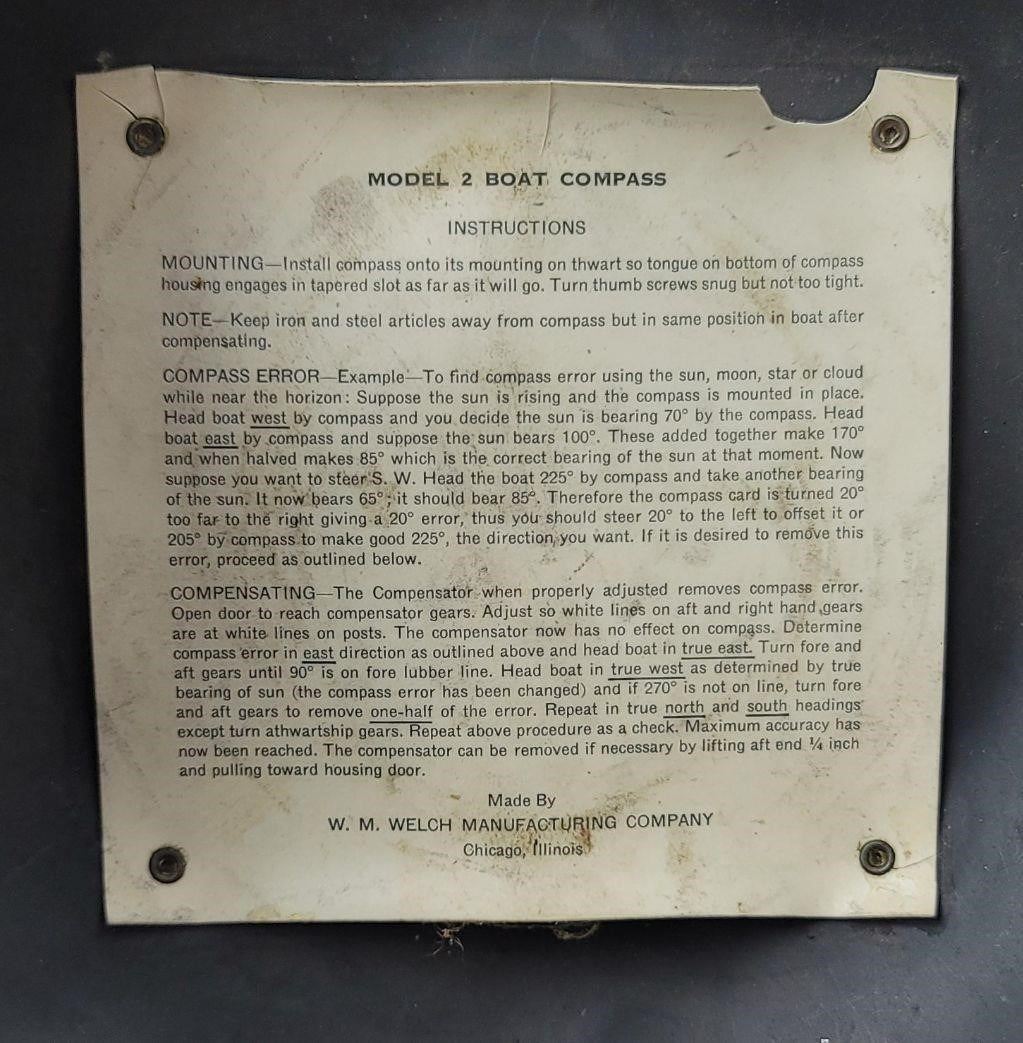 MODEL 2 BOAT COMPASS
INSTRUCTIONS
MOUNTING—Install compass onto its mounting on thwart so tongue on bottom of compass
housing engages in tapered slot as far as it will go. Turn thumb screws snug but not too tight.
NOTE—Keep iron and steel articles away from compass but in same position in boat after
compensating.
COMPASS ERROR—Example—To find compass error using the sun, moon, star or cloud
while near the horizon: Suppose the sun is rising and the compass is mounted in place.
Head boat west by compass and you decide the sun is bearing 70° by the compass. Head
boat east by compass and suppose the sun bears 100°. These added together make 170°
and when halved makes 85° which is the correct bearing of the sun at that moment. Now
suppose you want to steer S. W. Head the boat 225° by compass and take another bearing
of the sun. It now bears 65°; it should bear 85°. Therefore the compass card is turned 20°
too far to the right giving a 20° error, thus you should steer 20° to the left to offset it or
205° by compass to make good 225°, the direction you want. If it is desired to remove this
error, proceed as outlined below.
COMPENSATING—The Compensator when properly adjusted removes compass error.
Open door to reach compensator gears. Adjust so white lines on aft and right hand gears
are at white lines on posts. The compensator now has no effect on compass. Determine
compass error in east direction as outlined above and head boat in true east. Turn fore and
aft gears until 90° is on fore lubber line. Head boat in true west as determined by true
bearing of sun (the compass error has been changed) and if 270° is not on line, turn fore
and aft gears to remove one-half of the error. Repeat in true north and south headings
except turn athwartship gears. Repeat above procedure as a check. Maximum accuracy has
now been reached. The compensator can be removed if necessary by lifting aft end ¼ inch
and pulling toward housing door.
Made By
W. M. WELCH MANUFACTURING COMPANY
Chicago, Illinois